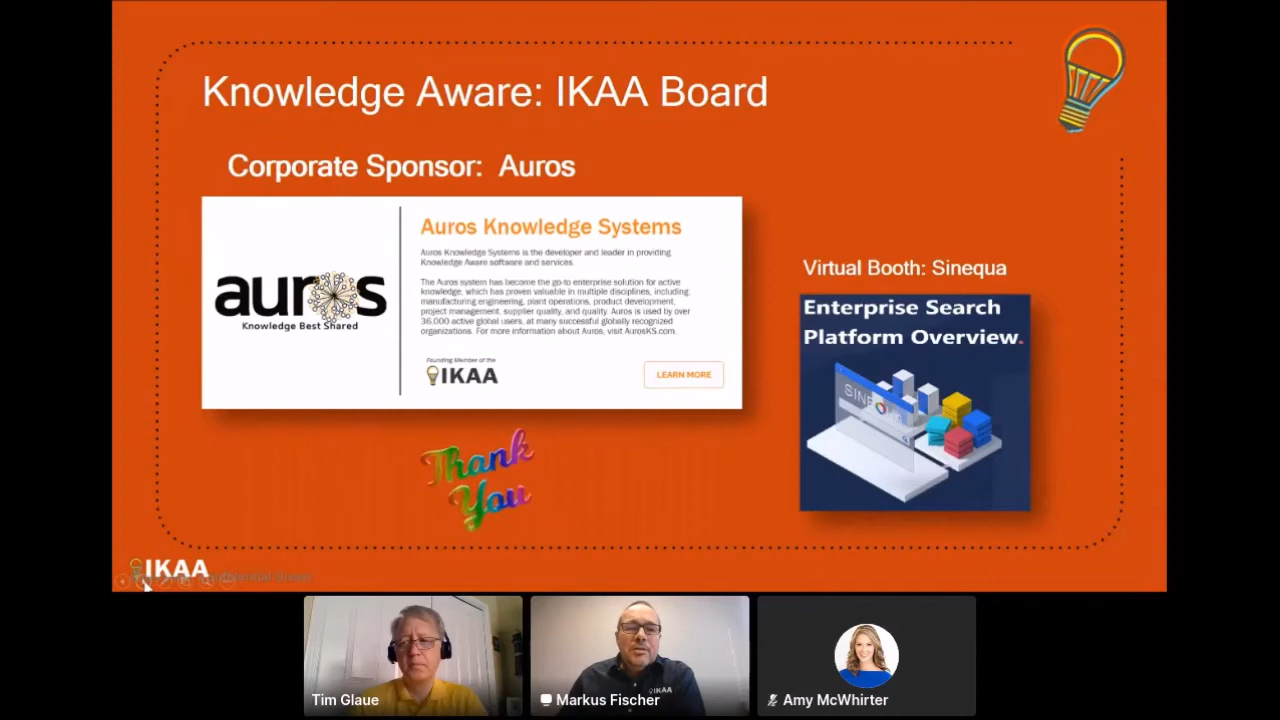 Knowledge Aware: IKAA Board
Corporate Sponsor: Auros
auros
Knowledge Best Shared
Auros Knowledge Systems
Auros Knowledge Systems is the developer and leader in providing
Knowledge Aware software and services.
The Auros system has become the go-to enterprise solution for active
knowledge, which has proven valuable in multiple disciplines, including:
manufacturing engineering, plant operations, product development,
project management, supplier quality, and quality. Auros is used by over
36,000 active global users, at many successful globally recognized
organizations. For more information about Auros, visit AurosKS.com.
Founding Member of the
IKAA
LEARN MORE
Virtual Booth: Sinequa
Enterprise Search
Platform Overview.
SINEQUA
Thank
You
IKAA
IKAA
Tim Glaue
Markus Fischer
Amy McWhirter